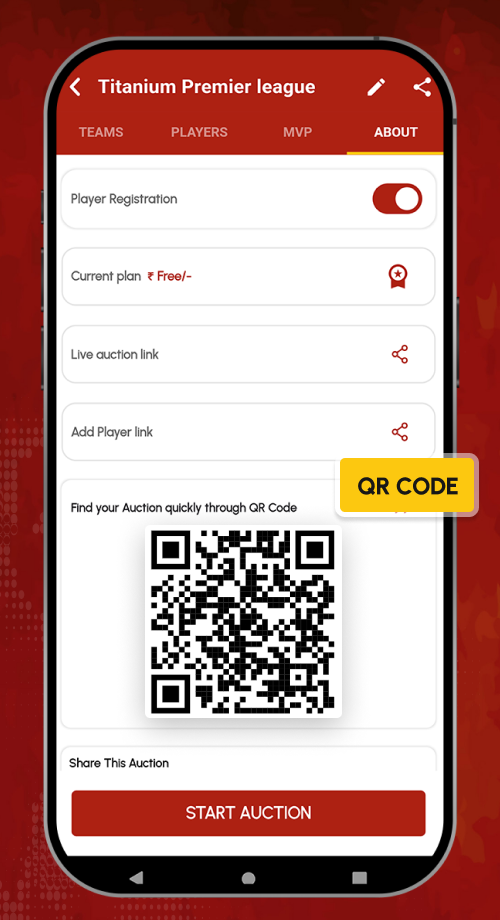 Titanium Premier league
TEAMS PLAYERS MVP ABOUT
Player Registration
Current plan ₹ Free/-
Live auction link
Add Player link
QR CODE
Find your Auction quickly through QR Code
Share This Auction
START AUCTION